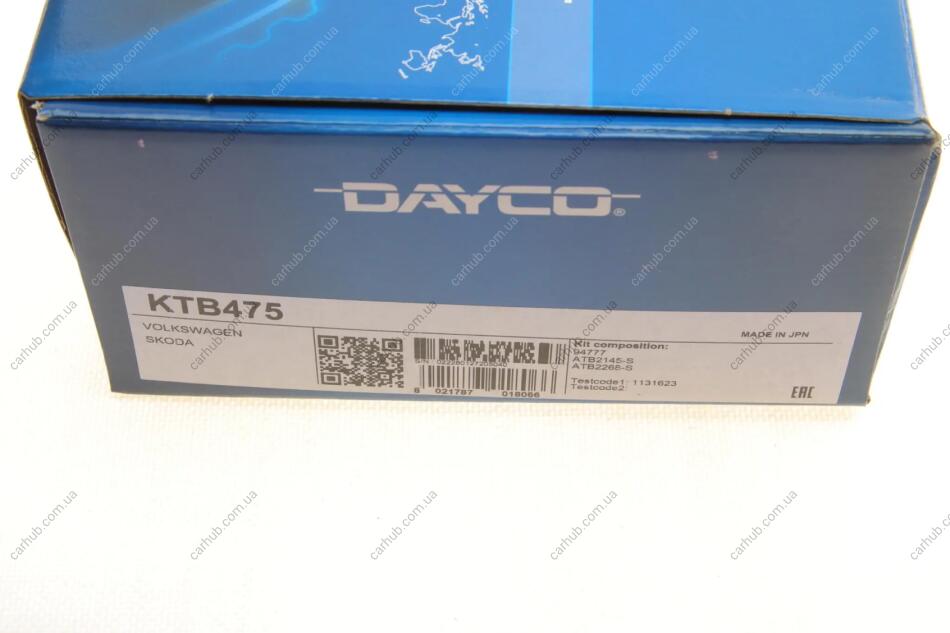 DAYCO®
KTB475
VOLKSWAGEN
SKODA
MADE IN JPN
Kit composition:
94777
ATB2145-S
ATB2268-S
Testcode1: 1131623
Testcode2:
8 021787 018066
EAC
carhub.com.ua